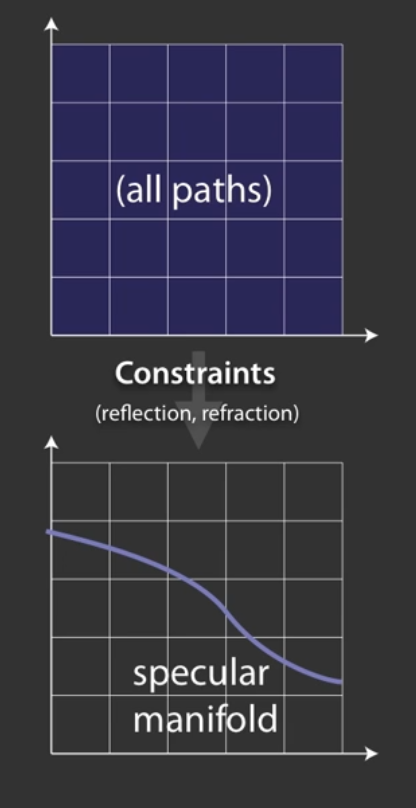 (all paths)
Constraints
(reflection, refraction)
specular
manifold